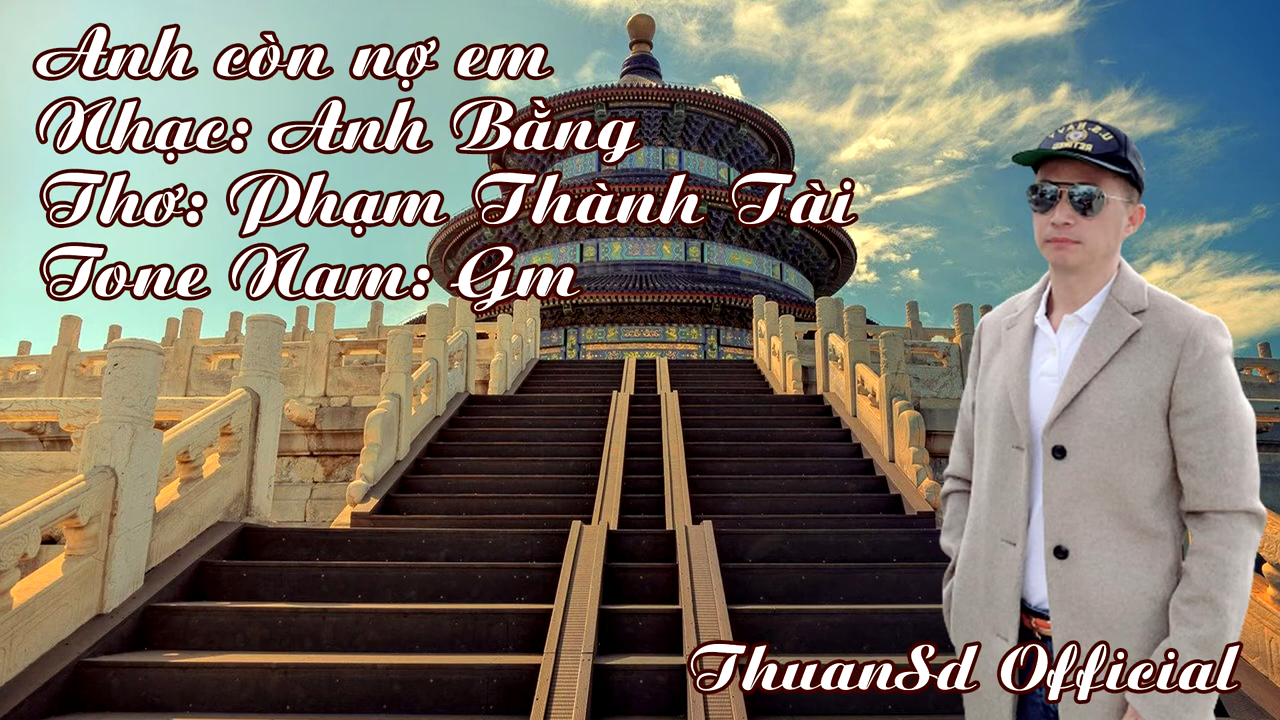 Anh còn nợ em
Nhạc: Anh Bằng
Thơ: Phạm Thành Tài
Tone Nam: Gm
ThuanSd Official